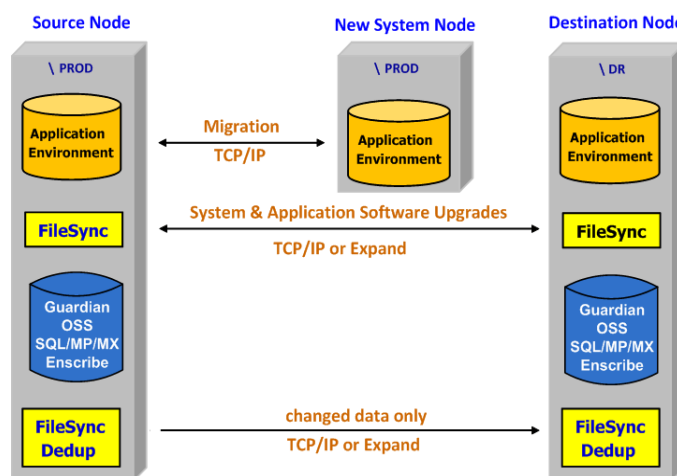 Source Node
New System Node
Destination Node
\ PROD
\ PROD
\ DR
Application
Environment
Migration
TCP/IP
Application
Environment
Application
Environment
FileSync
System & Application Software Upgrades
TCP/IP or Expand
FileSync
Guardian
OSS
SQL/MP/MX
Enscribe
Guardian
OSS
SQL/MP/MX
Enscribe
FileSync
Dedup
changed data only
TCP/IP or Expand
FileSync
Dedup